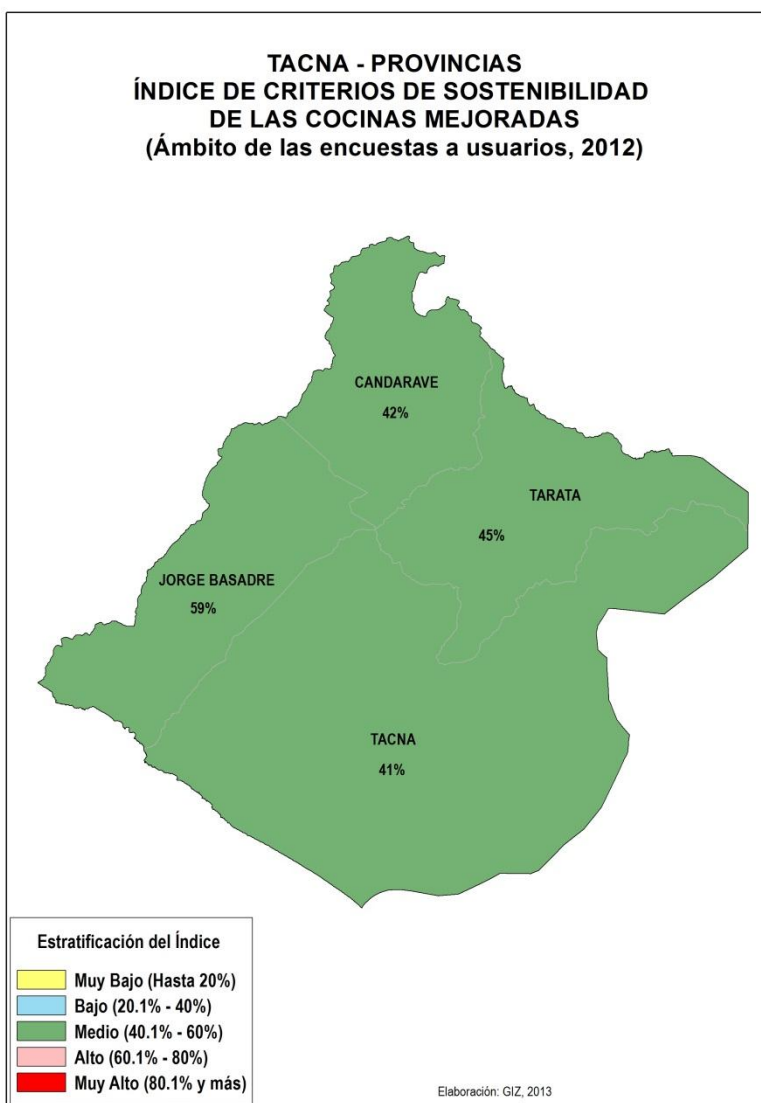 TACNA - PROVINCIAS
ÍNDICE DE CRITERIOS DE SOSTENIBILIDAD
DE LAS COCINAS MEJORADAS
(Ámbito de las encuestas a usuarios, 2012)
CANDARAVE
42%
TARATA
45%
JORGE BASADRE
59%
TACNA
41%
Estratificación del Índice
Muy Bajo (Hasta 20%)
Bajo (20.1% - 40%)
Medio (40.1% - 60%)
Alto (60.1% - 80%)
Muy Alto (80.1% y más)
Elaboración: GIZ, 2013